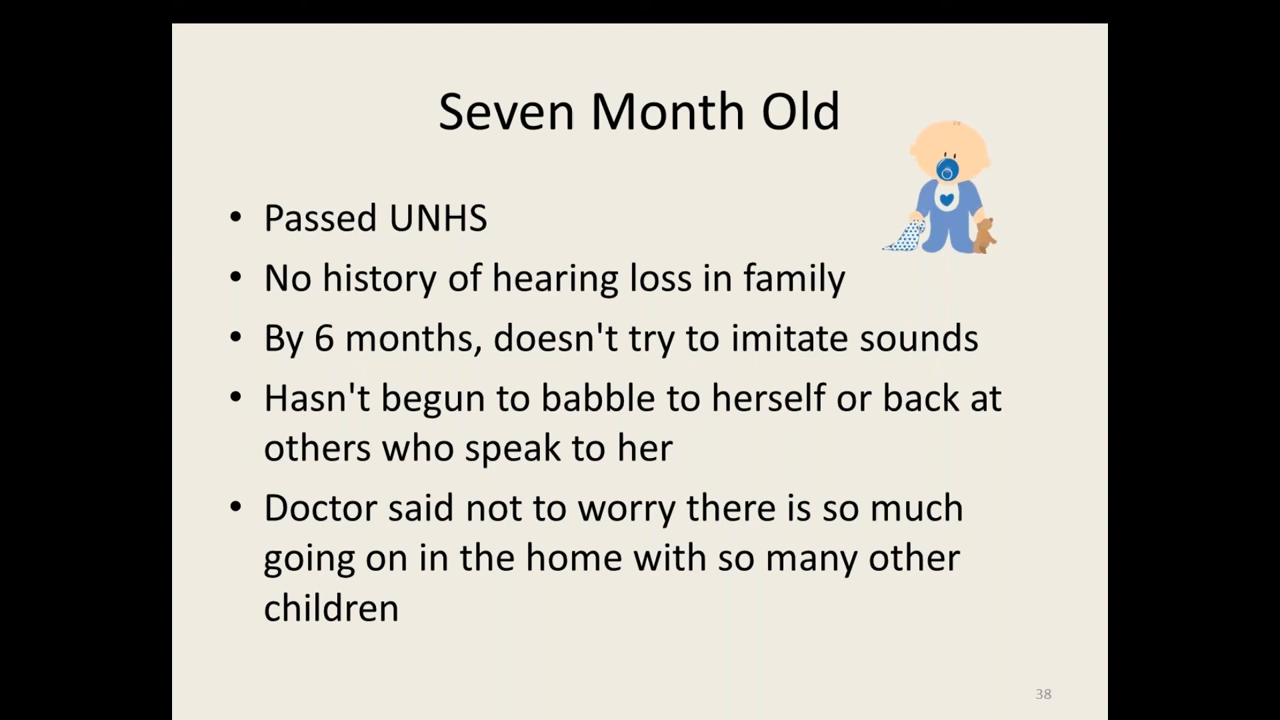 Seven Month Old
• Passed UNHS
• No history of hearing loss in family
• By 6 months, doesn't try to imitate sounds
• Hasn't begun to babble to herself or back at
others who speak to her
• Doctor said not to worry there is so much
going on in the home with so many other
children
38